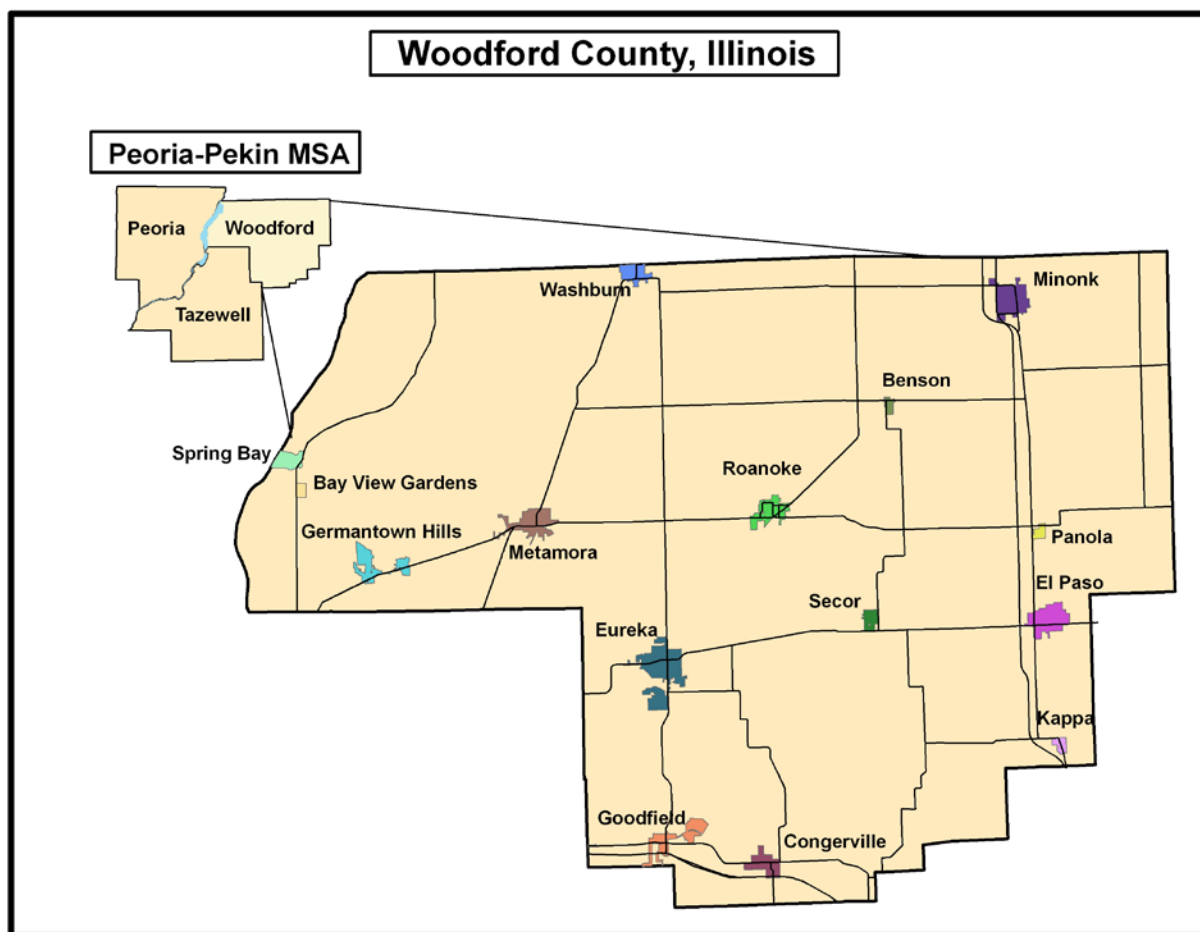 Woodford County, Illinois
Peoria-Pekin MSA
Peoria
Woodford
Tazewell
Washburn
Minonk
Benson
Spring Bay
Roanoke
Bay View Gardens
Germantown Hills
Metamora
Panola
El Paso
Secor
Eureka
Kappa
Goodfield
Congerville